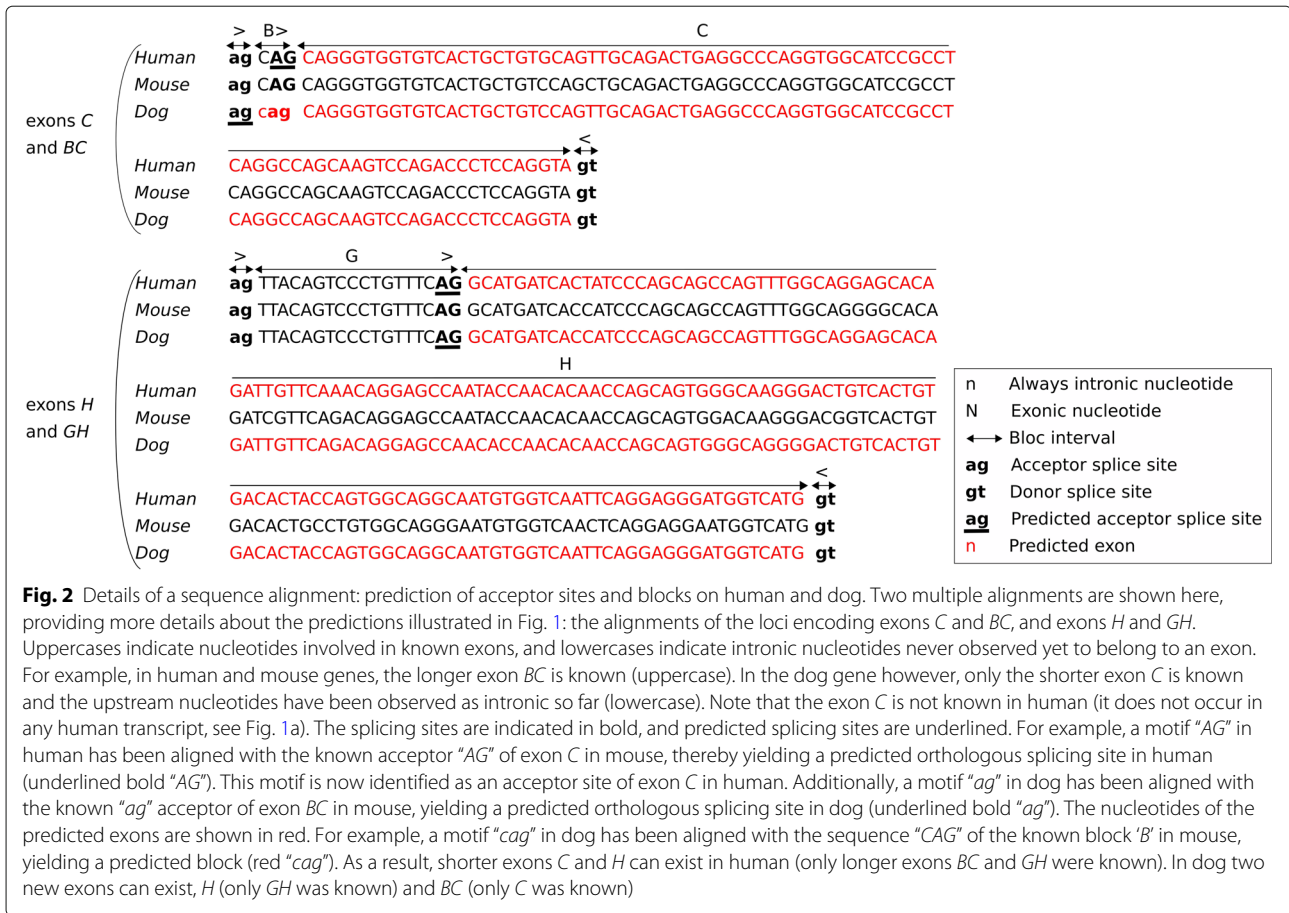 > B> C
Human ag CAG CAGGGTGGTGTCACTGCTGTGCAGTTGCAGACTGAGGCCCAGGTGGCATCCGCCT
Mouse ag CAG CAGGGTGGTGTCACTGCTGTCCAGCTGCAGACTGAGGCCCAGGTGGCATCCGCCT
Dog ag cag CAGGGTGGTGTCACTGCTGTCCAGTTGCAGACTGAGGCCCAGGTGGCATCCGCCT
exons C
and BC
<
Human CAGGCCAGCAAGTCCAGACCCTCCAGGTA gt
Mouse CAGGCCAGCAAGTCCAGACCCTCCAGGTA gt
Dog CAGGCCAGCAAGTCCAGACCCTCCAGGTA gt
> G >
Human ag TTACAGTCCCTGTTTCAG GCATGATCACTATCCCAGCAGCCAGTTTGGCAGGAGCACA
Mouse ag TTACAGTCCCTGTTTCAG GCATGATCACCATCCCAGCAGCCAGTTTGGCAGGGGCACA
Dog ag TTACAGTCCCTGTTTCAG GCATGATCACCATCCCAGCAGCCAGTTTGGCAGGAGCACA
H
exons H
and GH
Human GATTGTTCAAACAGGAGCCAATACCAACACAACCAGCAGTGGGCAAGGGACTGTCACTGT
Mouse GATCGTTCAGACAGGAGCCAATACCAACACAACCAGCAGTGGACAAGGGACGGTCACTGT
Dog GATTGTTCAGACAGGAGCCAACACCAACACAACCAGCAGTGGGCAGGGGACTGTCACTGT
<
Human GACACTACCAGTGGCAGGCAATGTGGTCAATTCAGGAGGGATGGTCATG gt
Mouse GACACTGCCTGTGGCAGGGAATGTGGTCAACTCAGGAGGAATGGTCATG gt
Dog GACACTACCAGTGGCAGGCAATGTGGTCAATTCAGGAGGGATGGTCATG gt
n Always intronic nucleotide
N Exonic nucleotide
Bloc interval
ag Acceptor splice site
gt Donor splice site
ag Predicted acceptor splice site
n Predicted exon
Fig. 2 Details of a sequence alignment: prediction of acceptor sites and blocks on human and dog. Two multiple alignments are shown here,
providing more details about the predictions illustrated in Fig. 1: the alignments of the loci encoding exons C and BC, and exons H and GH.
Uppercases indicate nucleotides involved in known exons, and lowercases indicate intronic nucleotides never observed yet to belong to an exon.
For example, in human and mouse genes, the longer exon BC is known (uppercase). In the dog gene however, only the shorter exon C is known
and the upstream nucleotides have been observed as intronic so far (lowercase). Note that the exon C is not known in human (it does not occur in
any human transcript, see Fig. 1a). The splicing sites are indicated in bold, and predicted splicing sites are underlined. For example, a motif “AG” in
human has been aligned with the known acceptor “AG” of exon C in mouse, thereby yielding a predicted orthologous splicing site in human
(underlined bold “AG”). This motif is now identified as an acceptor site of exon C in human. Additionally, a motif “ag” in dog has been aligned with
the known “ag” acceptor of exon BC in mouse, yielding a predicted orthologous splicing site in dog (underlined bold “ag”). The nucleotides of the
predicted exons are shown in red. For example, a motif “cag” in dog has been aligned with the sequence “CAG” of the known block ‘B’ in mouse,
yielding a predicted block (red “cag”). As a result, shorter exons C and H can exist in human (only longer exons BC and GH were known). In dog two
new exons can exist, H (only GH was known) and BC (only C was known)